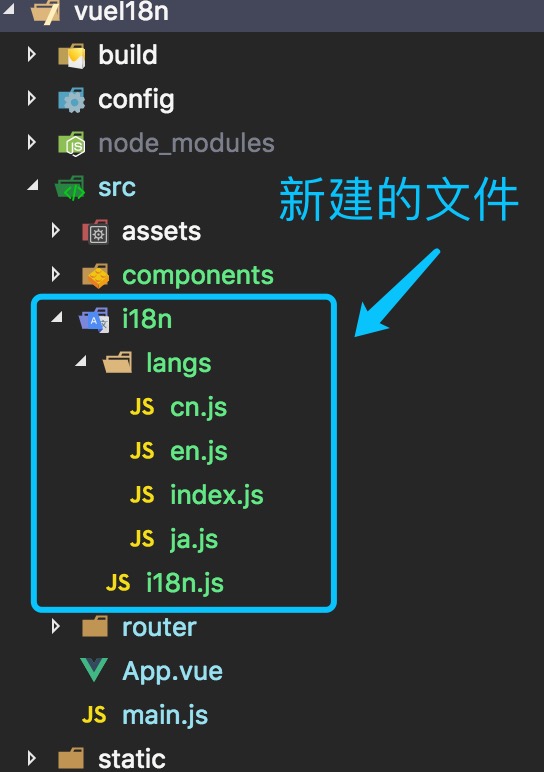 vueI18n
build
config
node_modules
src
新建的文件
assets
components
i18n
langs
JS cn.js
JS en.js
JS index.js
JS ja.js
JS i18n.js
router
App.vue
JS main.js
static